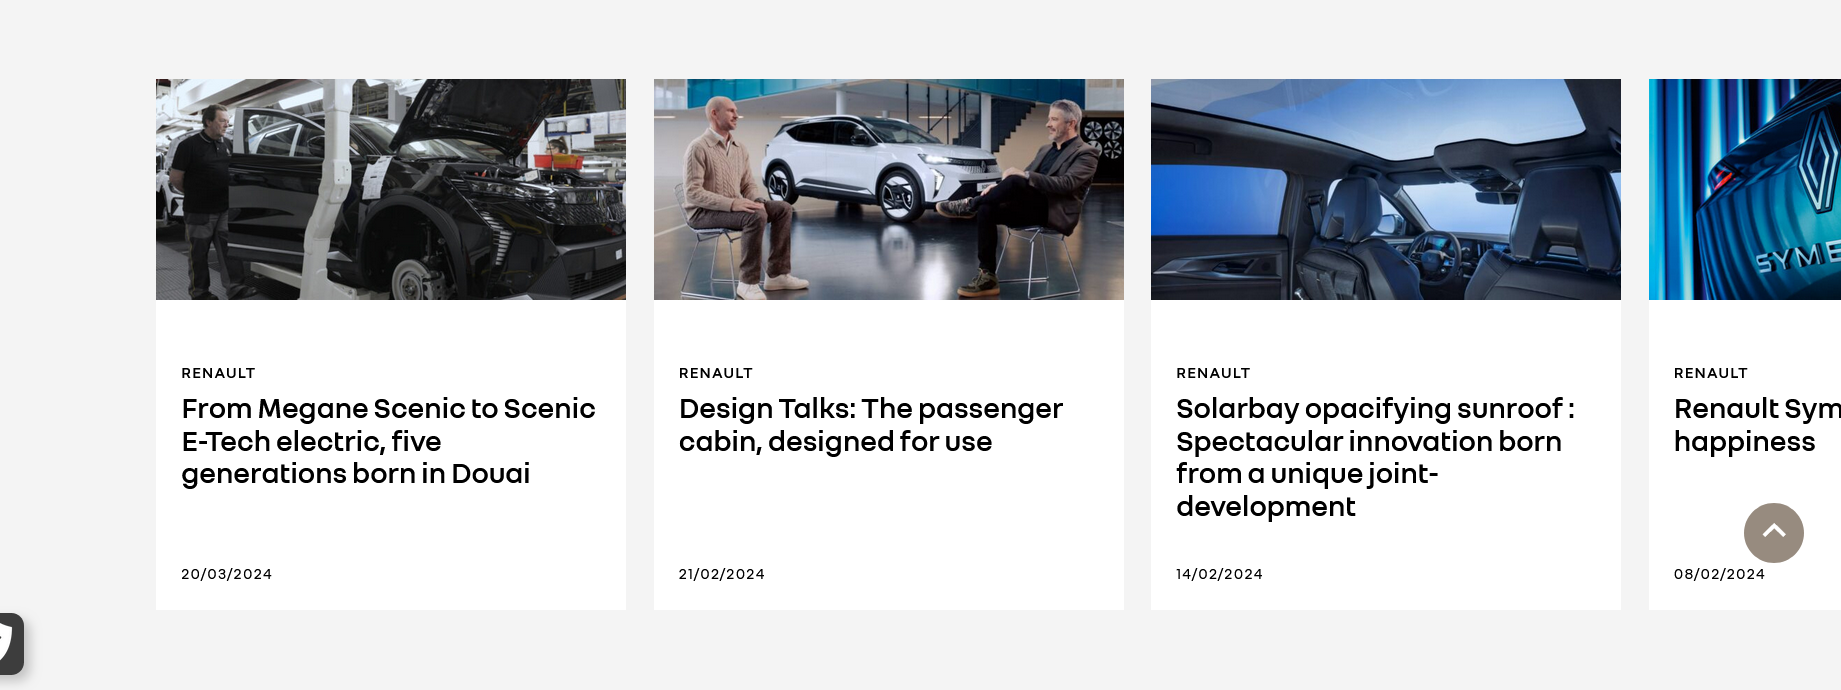 RENAULT
From Megane Scenic to Scenic
E-Tech electric, five
generations born in Douai
20/03/2024
RENAULT
Design Talks: The passenger
cabin, designed for use
21/02/2024
RENAULT
Solarbay opacifying sunroof :
Spectacular innovation born
from a unique joint-
development
14/02/2024
SYME
RENAULT
Renault Sym
happiness
08/02/2024